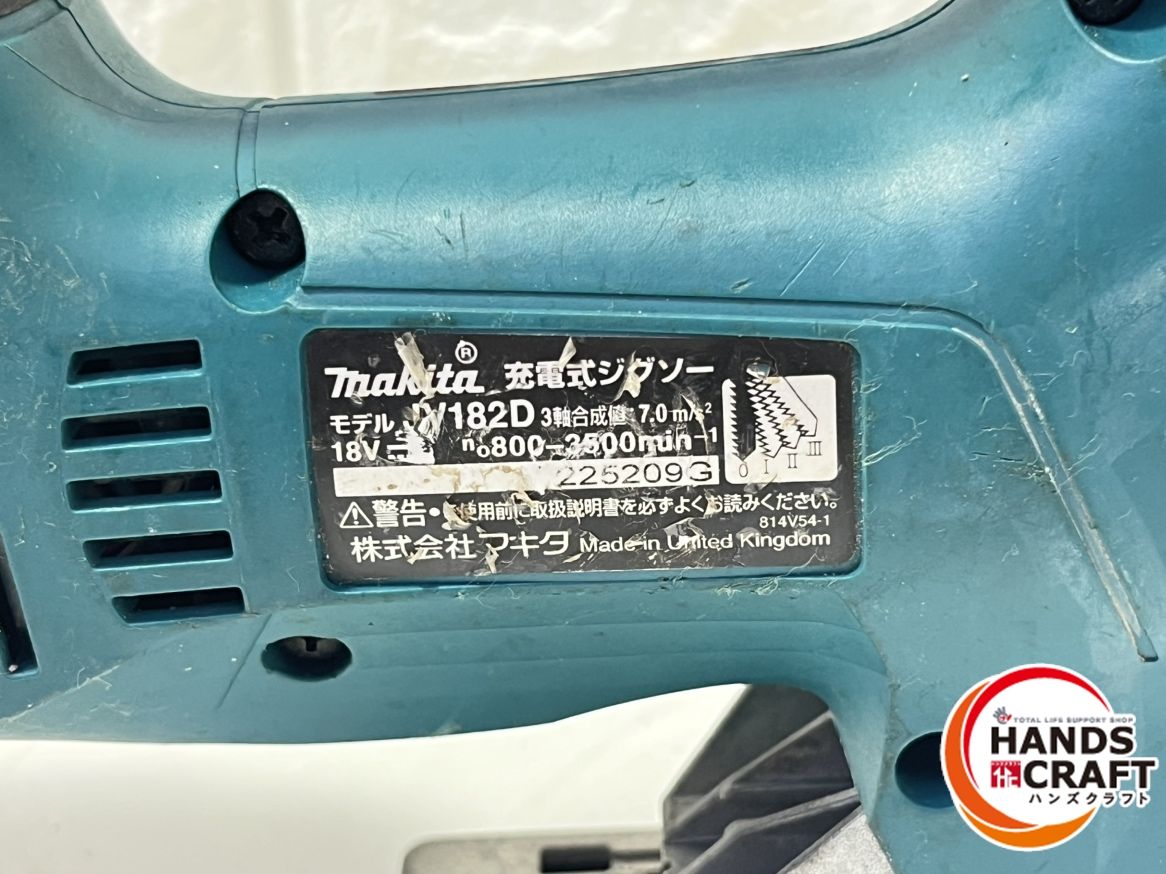 makita® 充電式ジグソー
モデル JV182D 3軸合成値 7.0 m/s²
18V n₀800-3500min⁻¹
225209G
0 I II III
⚠警告・ご使用前に取扱説明書を必ずよくお読みください。
814V54-1
株式会社 マキタ Made in United Kingdom
TOTAL LIFE SUPPORT SHOP
HANDS
CRAFT
ハンズクラフト